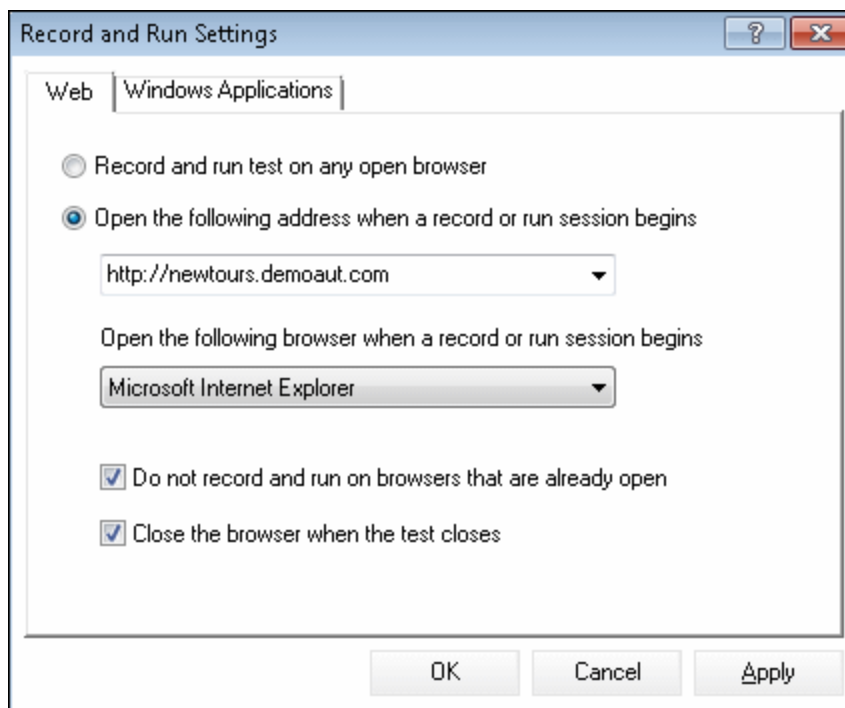 Record and Run Settings
?
Web
Windows Applications
Record and run test on any open browser
Open the following address when a record or run session begins
http://newtours.demoaut.com
Open the following browser when a record or run session begins
Microsoft Internet Explorer
Do not record and run on browsers that are already open
Close the browser when the test closes
OK
Cancel
Apply